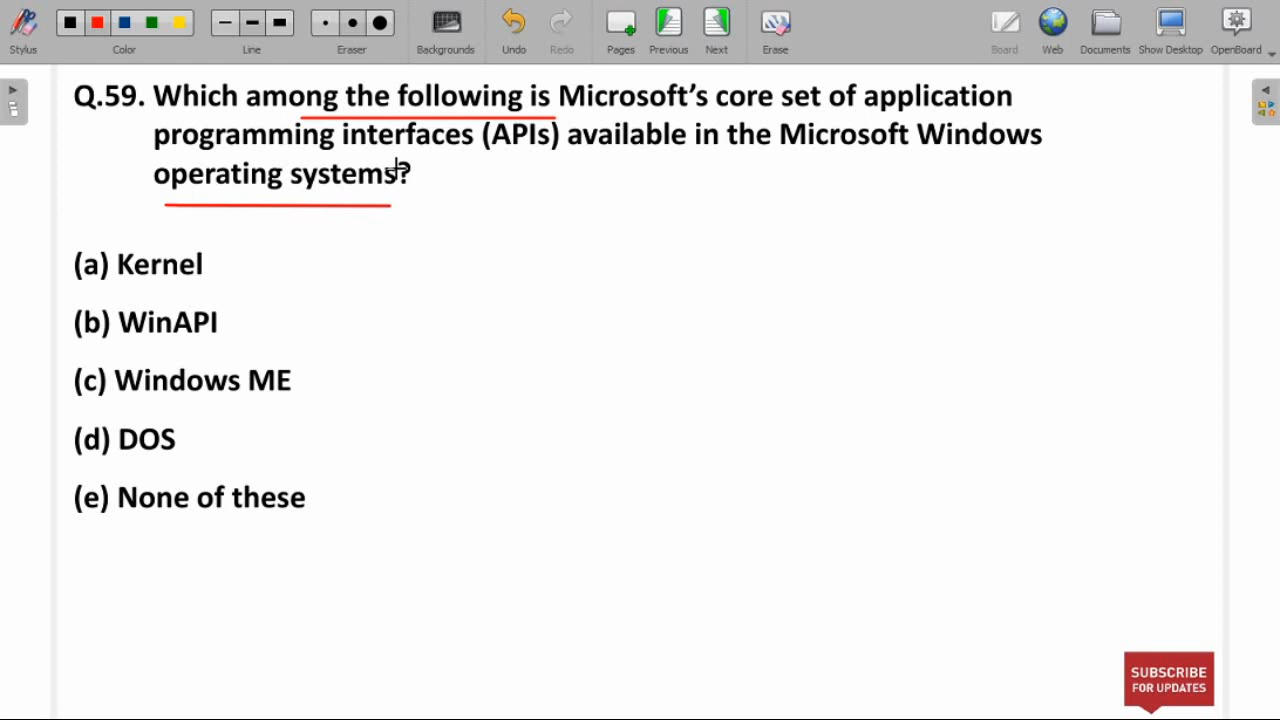 Stylus
Color
Line
Eraser
Backgrounds
Undo
Redo
Pages
Previous
Next
Erase
Board
Web
Documents
Show Desktop
OpenBoard
Q.59. Which among the following is Microsoft’s core set of application
programming interfaces (APIs) available in the Microsoft Windows
operating systems?
(a) Kernel
(b) WinAPI
(c) Windows ME
(d) DOS
(e) None of these
SUBSCRIBE
FOR UPDATES